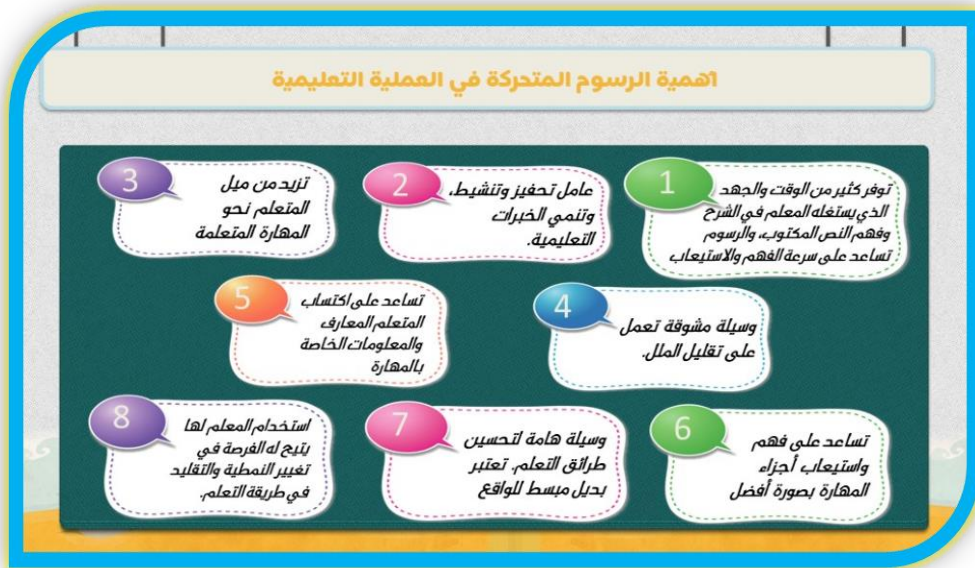 أهمية الرسوم المتحركة في العملية التعليمية
1
توفر كثير من الوقت والجهد
الذي يستغله المعلم في الشرح
وفهم النص المكتوب، والرسوم
تساعد على سرعة الفهم والاستيعاب
2
عامل تحفيز وتنشيط،
وتنمي الخبرات
التعليمية.
3
تزيد من ميل
المتعلم نحو
المهارة المتعلمة
4
وسيلة مشوقة تعمل
على تقليل الملل.
5
تساعد على اكتساب
المتعلم المعارف
والمعلومات الخاصة
بالمهارة
6
تساعد على فهم
واستيعاب أجزاء
المهارة بصورة أفضل
7
وسيلة هامة لتحسين
طرائق التعلم. تعتبر
بديل مبسط للواقع
8
استخدام المعلم لها
يتيح له الفرصة في
تغيير النمطية والتقليد
في طريقة التعلم.